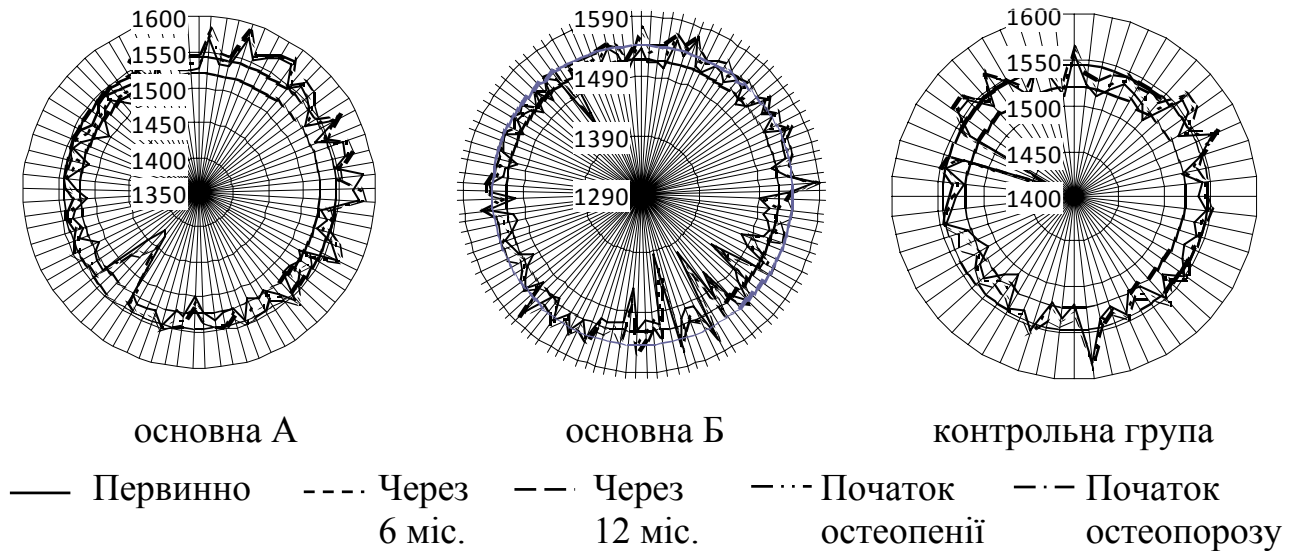 1600
1550
1500
1450
1400
1350
1590
1490
1390
1290
1600
1550
1500
1450
1400
основна А
основна Б
контрольна група
Первинно
Через
6 міс.
Через
12 міс.
Початок
остеопенії
Початок
остеопорозу